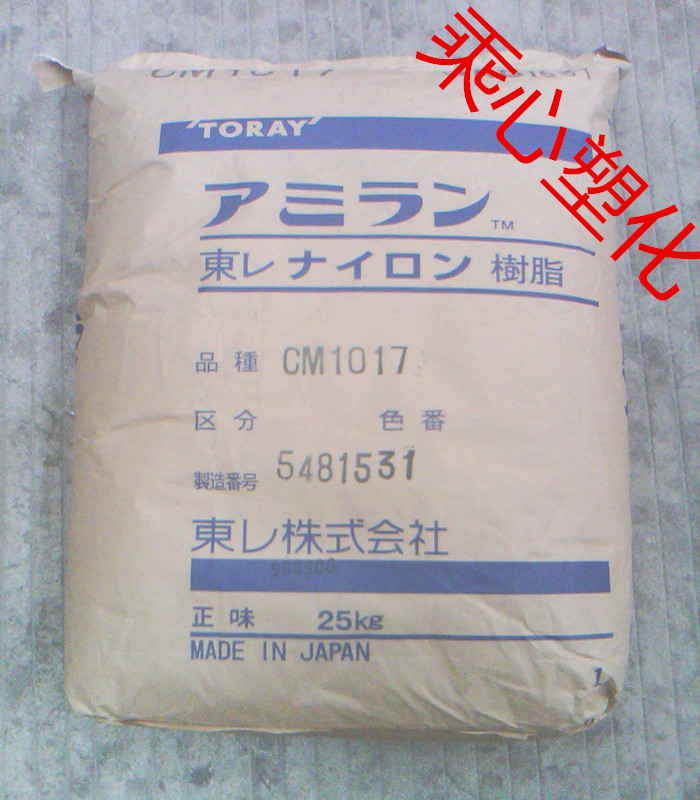 乘心塑化
CM1017
TORAY
アミラン™
東レ ナイロン 樹脂
品種 CM1017
区分 色番
製造番号 5481531
東レ株式会社
正味 25kg
MADE IN JAPAN